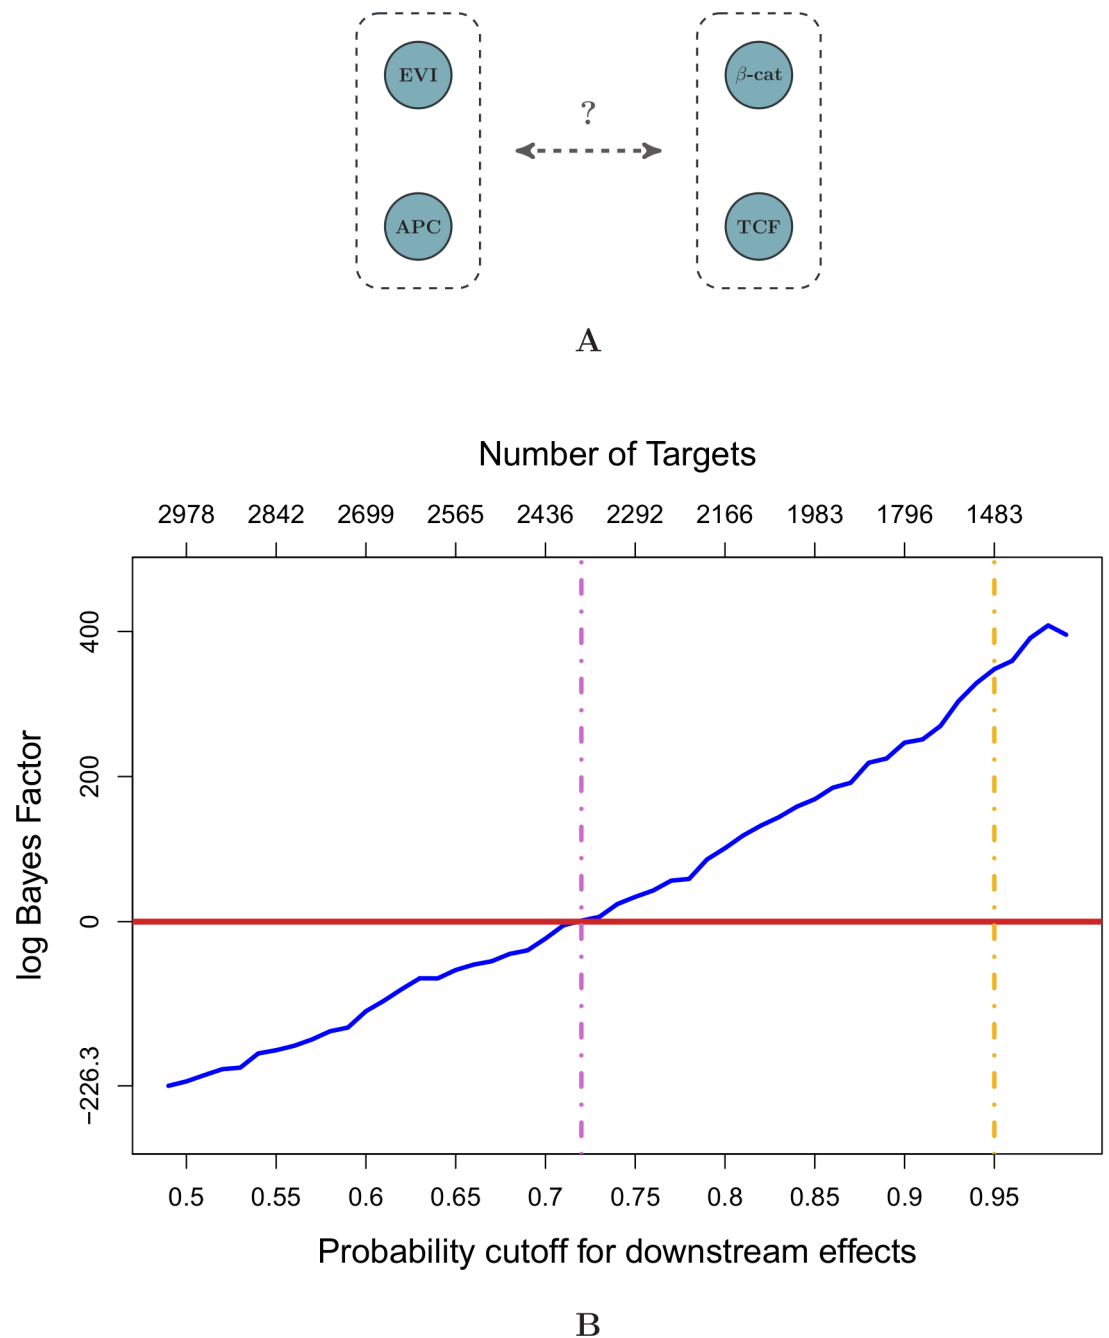 EVI
β-cat
?
APC
TCF
A
Number of Targets
2978 2842 2699 2565 2436 2292 2166 1983 1796 1483
400
200
0
−226.3
log Bayes Factor
0.5 0.55 0.6 0.65 0.7 0.75 0.8 0.85 0.9 0.95
Probability cutoff for downstream effects
B